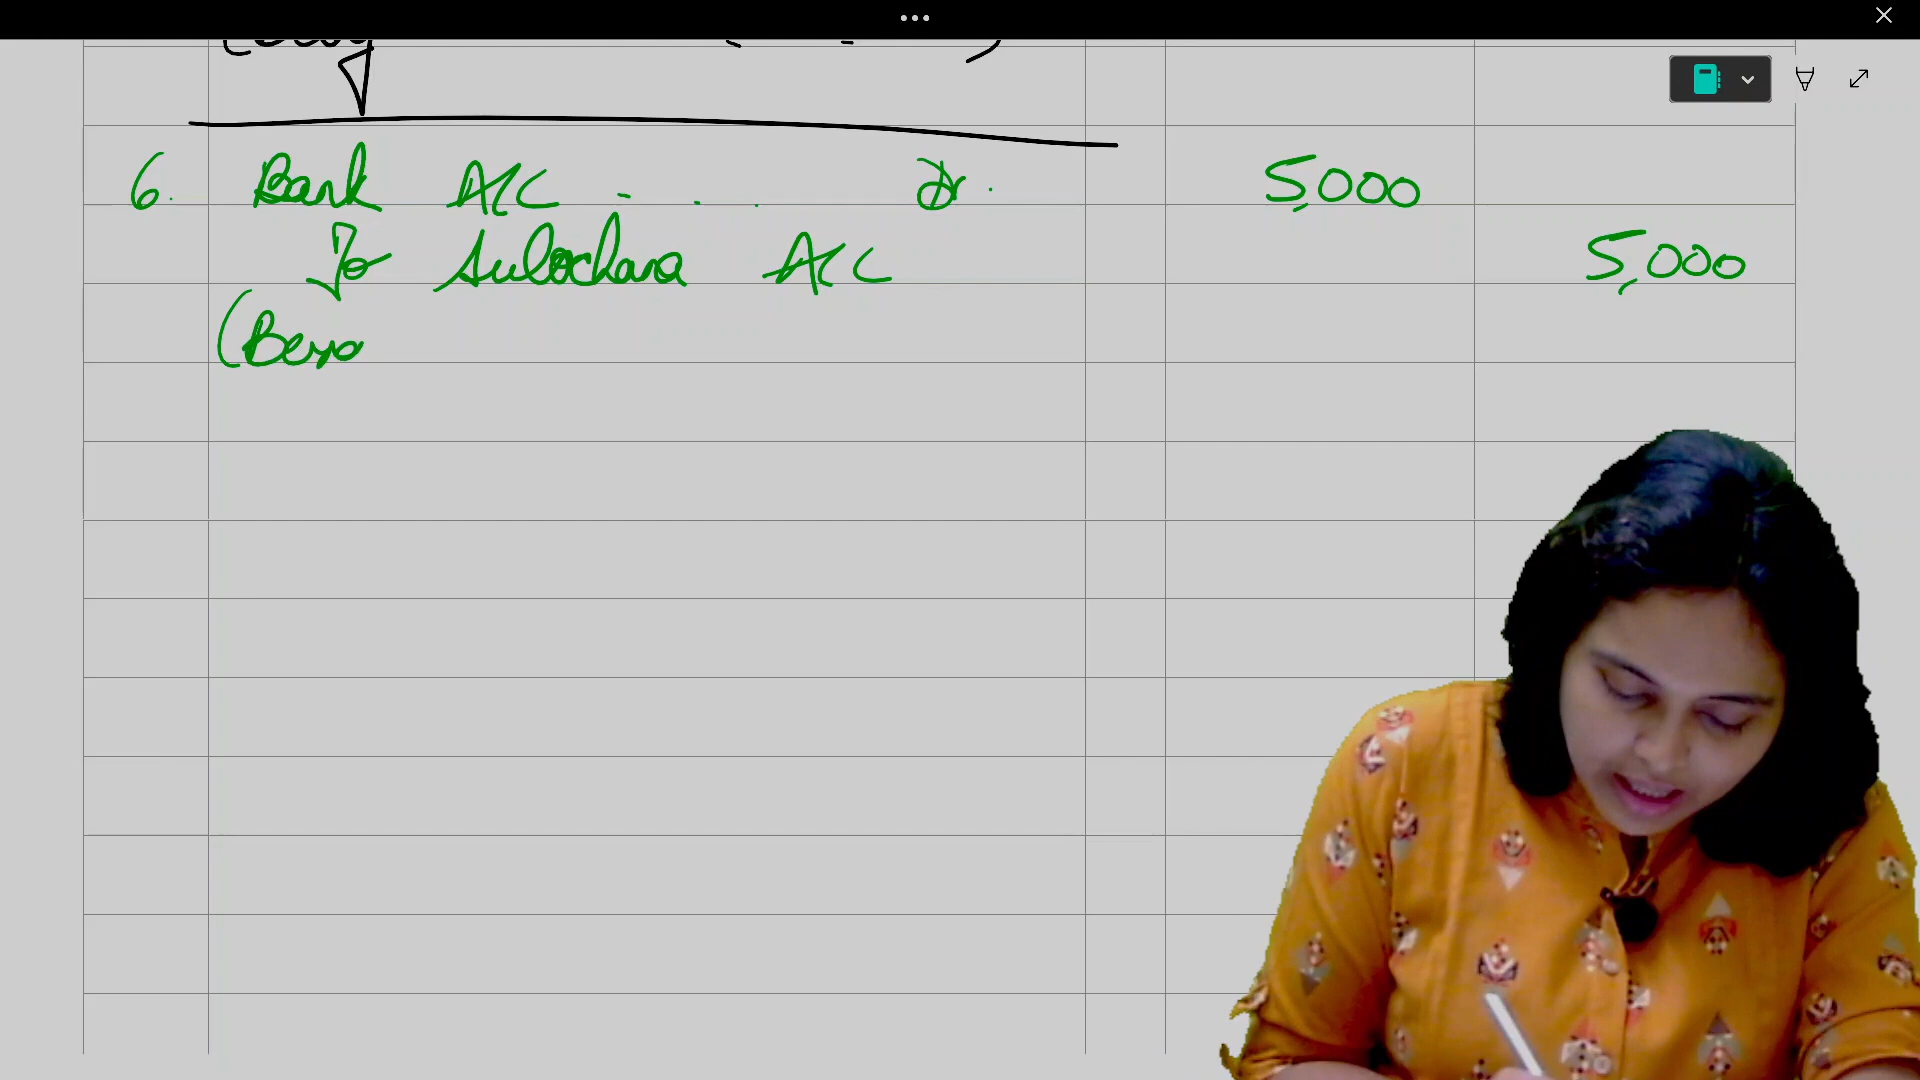 6. Bank A/C - . . Dr. 5,000
To Sulochana A/C 5,000
(Being